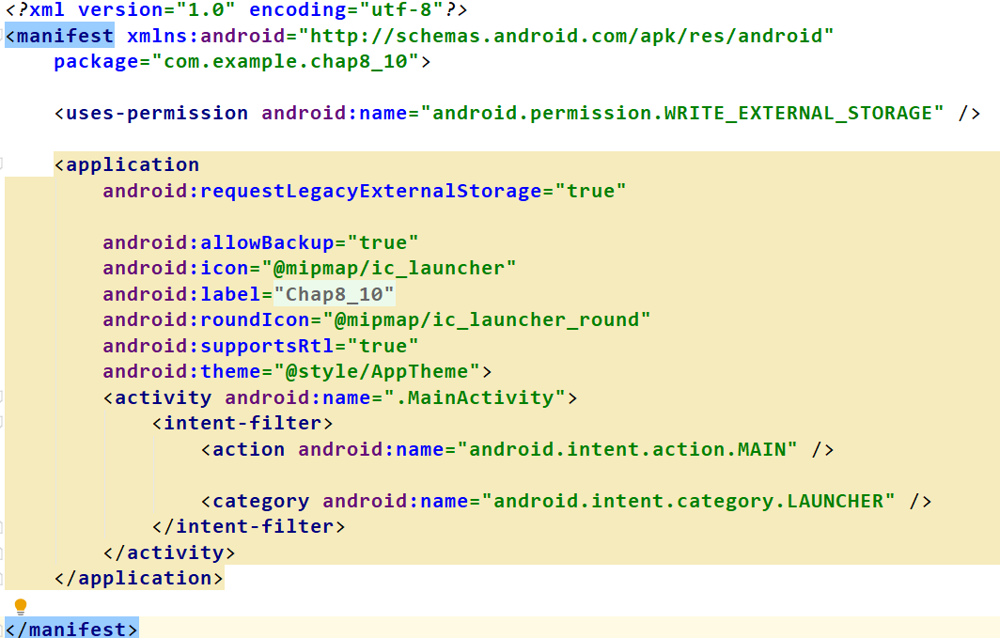 <?xml version="1.0" encoding="utf-8"?>
<manifest xmlns:android="http://schemas.android.com/apk/res/android"
    package="com.example.chap8_10">

    <uses-permission android:name="android.permission.WRITE_EXTERNAL_STORAGE" />

    <application
        android:requestLegacyExternalStorage="true"

        android:allowBackup="true"
        android:icon="@mipmap/ic_launcher"
        android:label="Chap8_10"
        android:roundIcon="@mipmap/ic_launcher_round"
        android:supportsRtl="true"
        android:theme="@style/AppTheme">
        <activity android:name=".MainActivity">
            <intent-filter>
                <action android:name="android.intent.action.MAIN" />

                <category android:name="android.intent.category.LAUNCHER" />
            </intent-filter>
        </activity>
    </application>

</manifest>